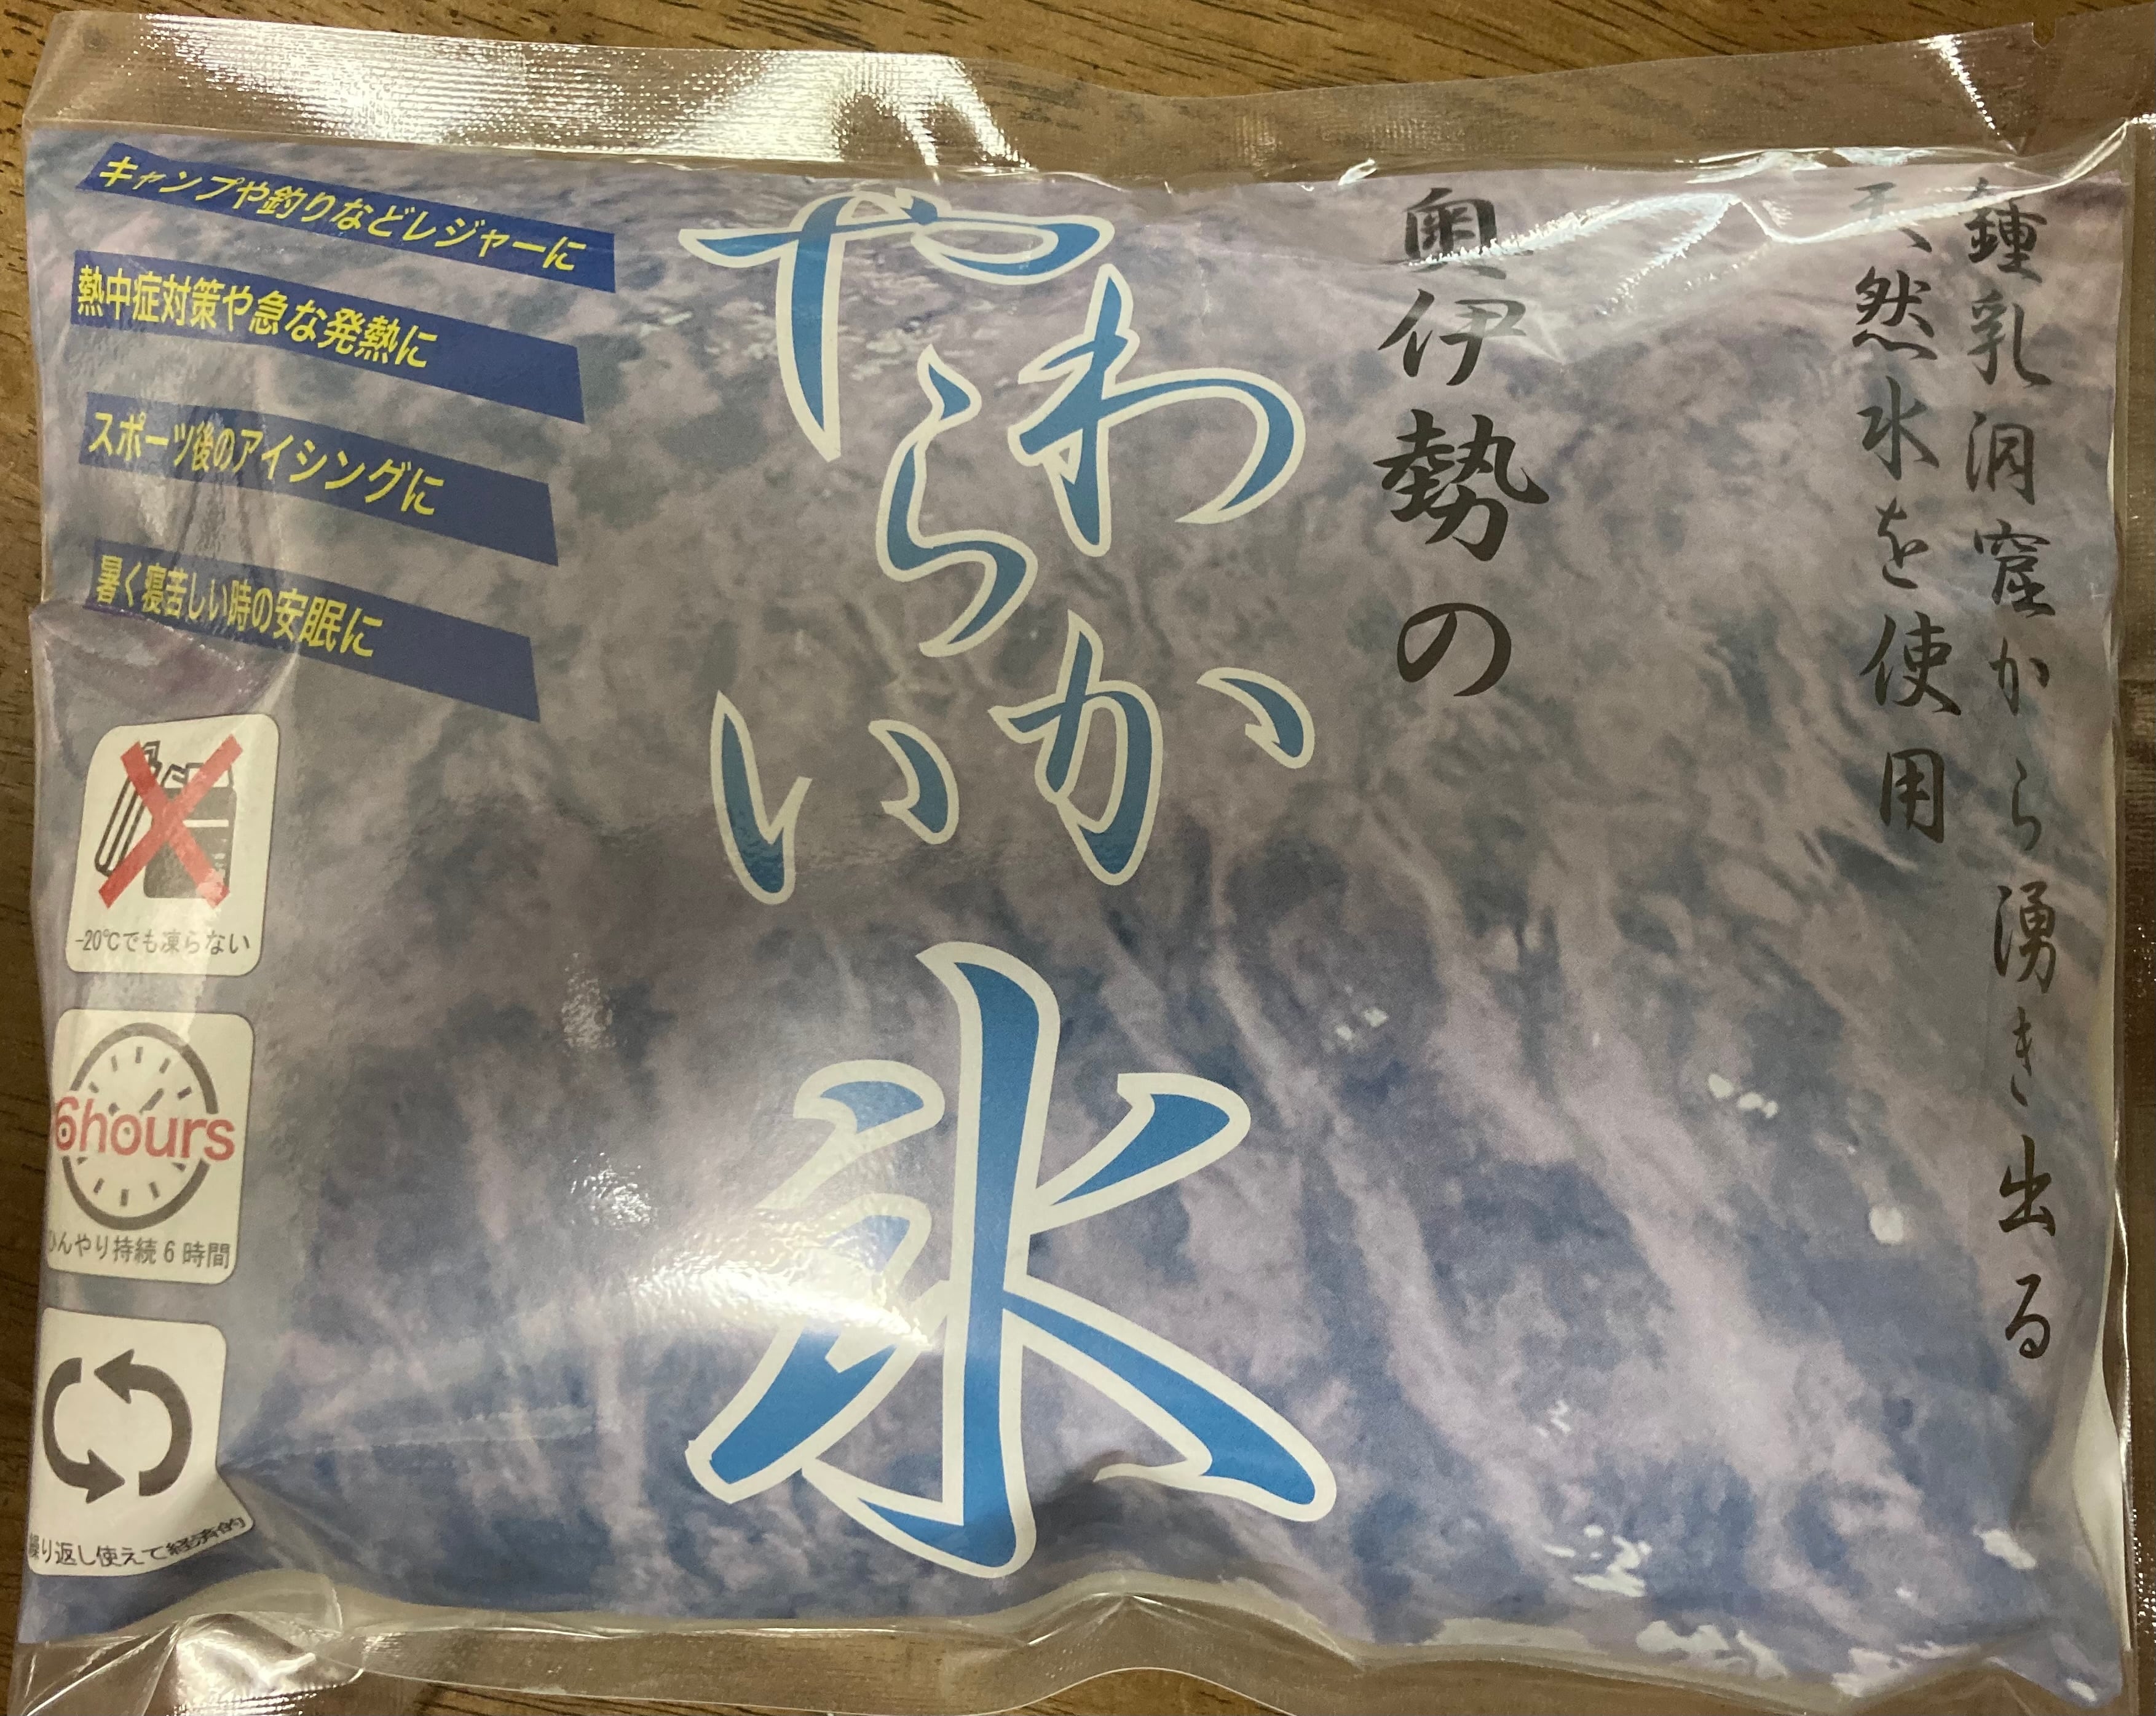 鍾乳洞窟から湧き出る
天然水を使用
奥伊勢の
やわらかい
氷
キャンプや釣りなどレジャーに
熱中症対策や急な発熱に
スポーツ後のアイシングに
暑く寝苦しい時の安眠に
-20℃でも凍らない
6hours
ひんやり持続6時間
繰り返し使えて経済的